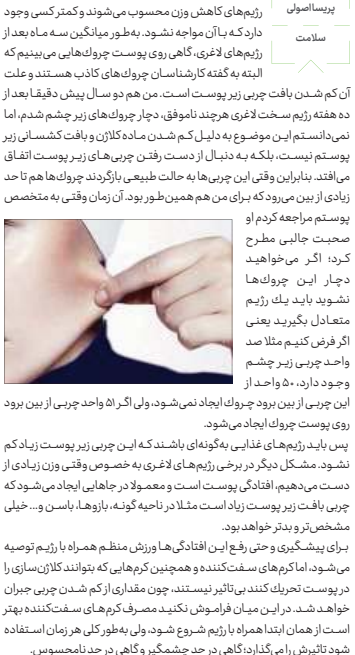 پریسا اصولی
سلامت
رژیم‌های کاهش وزن محسوب می‌شوند و کمتر کسی وجود
دارد که با آن مواجه نشود. به‌طور میانگین سه ماه بعد از
رژیم‌های لاغری، گاهی روی پوست چروك‌هایی می‌بینیم که
البته به گفته کارشناسان چروك‌های کاذب هستند و علت
آن کم شدن بافت چربی زیر پوست است. من هم دو سال پیش دقیقا بعد از
ده هفته رژیم سخت لاغری هرچند ناموفق، دچار چروك‌های زیر چشم شدم، اما
نمی‌دانستم این موضوع به دلیل کم شدن ماده کلاژن و بافت کشسانی زیر
پوستم نیست، بلکه به دنبال از دست رفتن چربی‌های زیر پوست اتفاق
می‌افتد. بنابراین وقتی این چربی‌ها به حالت طبیعی بازگردند چروك‌ها هم تا حد
زیادی از بین می‌رود که برای من هم همین‌طور بود. آن زمان وقتی به متخصص
پوستم مراجعه کردم او
صحبت جالبی مطرح
کرد؛ اگر می‌خواهید
دچار این چروك‌ها
نشوید باید یك رژیم
متعادل بگیرید یعنی
اگر فرض کنیم مثلا صد
واحد چربی زیر چشم
وجود دارد، ۵۰ واحد از
این چربی از بین برود چروك ایجاد نمی‌شود، ولی اگر ۵۱ واحد چربی از بین برود
روی پوست چروك ایجاد می‌شود.
پس باید رژیم‌های غذایی به‌گونه‌ای باشند که این چربی زیر پوست زیاد کم
نشود. مشکل دیگر در برخی رژیم‌های لاغری به خصوص وقتی وزن زیادی از
دست می‌دهیم، افتادگی پوست است و معمولا در جاهایی ایجاد می‌شود که
چربی بافت زیر پوست زیاد است مثلا در ناحیه گونه، بازوها، باسن و... خیلی
مشخص‌تر و بدتر خواهد بود.
برای پیشگیری و حتی رفع این افتادگی‌ها ورزش منظم همراه با رژیم توصیه
می‌شود، اما کرم‌های سفت‌کننده و همچنین کرم‌هایی که بتوانند کلاژن‌سازی را
در پوست تحریك کنند بی‌تاثیر نیستند، چون مقداری از کم شدن چربی جبران
خواهد شد. در این میان فراموش نکنید مصرف کرم‌های سفت‌کننده بهتر
است از همان ابتدا همراه با رژیم شروع شود، ولی به‌طور کلی هر زمان استفاده
شود تاثیرش را می‌گذارد؛ گاهی در حد چشمگیر و گاهی در حد نامحسوس.